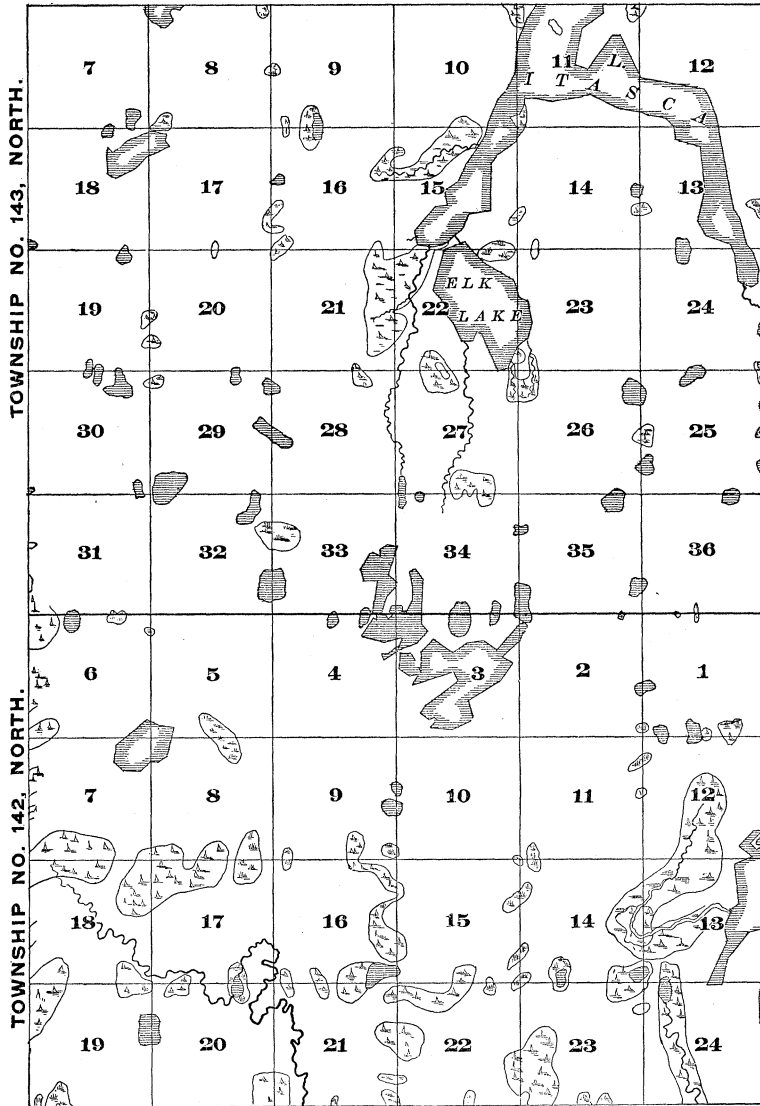 TOWNSHIP NO. 143, NORTH.
7 8 9 10 11 12
L. ITASCA
18 17 16 15 14 13
19 20 21 22 23 24
ELK
LAKE
30 29 28 27 26 25
31 32 33 34 35 36
TOWNSHIP NO. 142, NORTH.
6 5 4 3 2 1
7 8 9 10 11 12
18 17 16 15 14 13
19 20 21 22 23 24